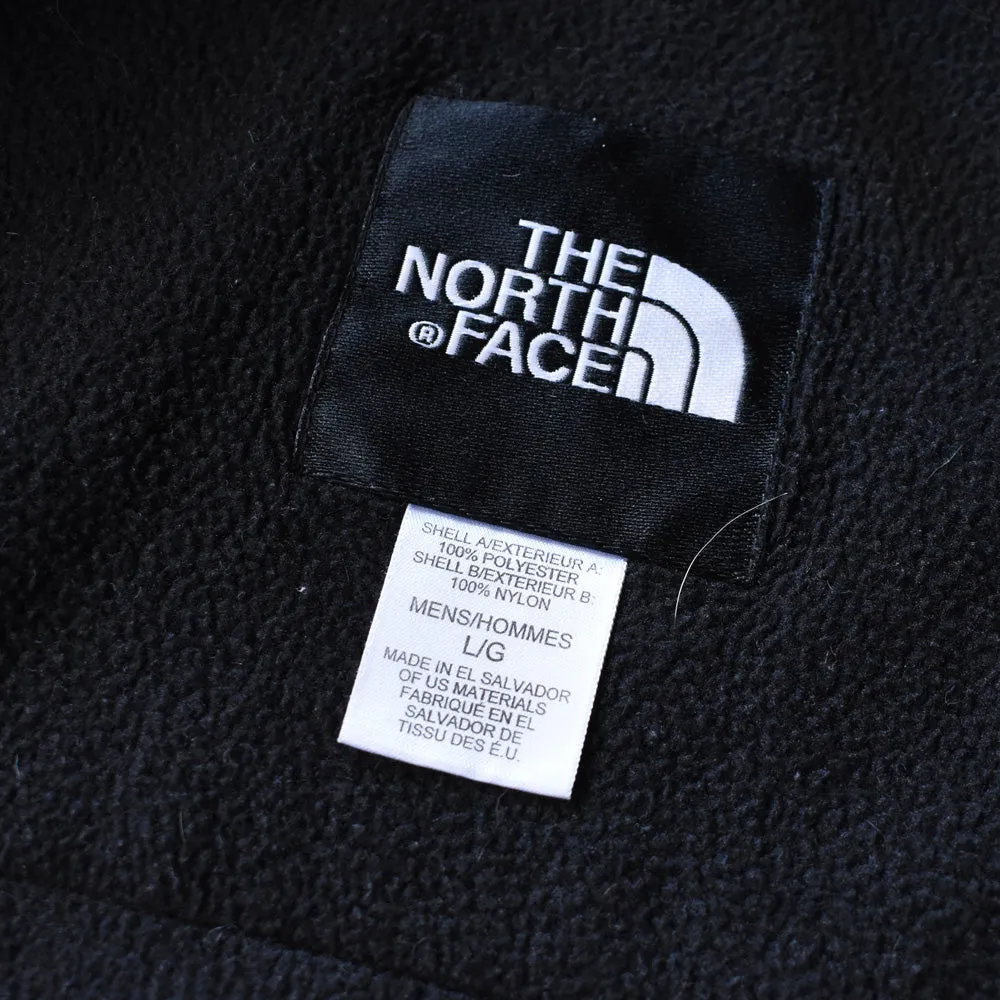 THE
NORTH
®FACE
SHELL A/EXTERIEUR A:
100% POLYESTER
SHELL B/EXTERIEUR B:
100% NYLON
MENS/HOMMES
L/G
MADE IN EL SALVADOR
OF US MATERIALS
FABRIQUÉ EN EL
SALVADOR DE
TISSU DES É.U.